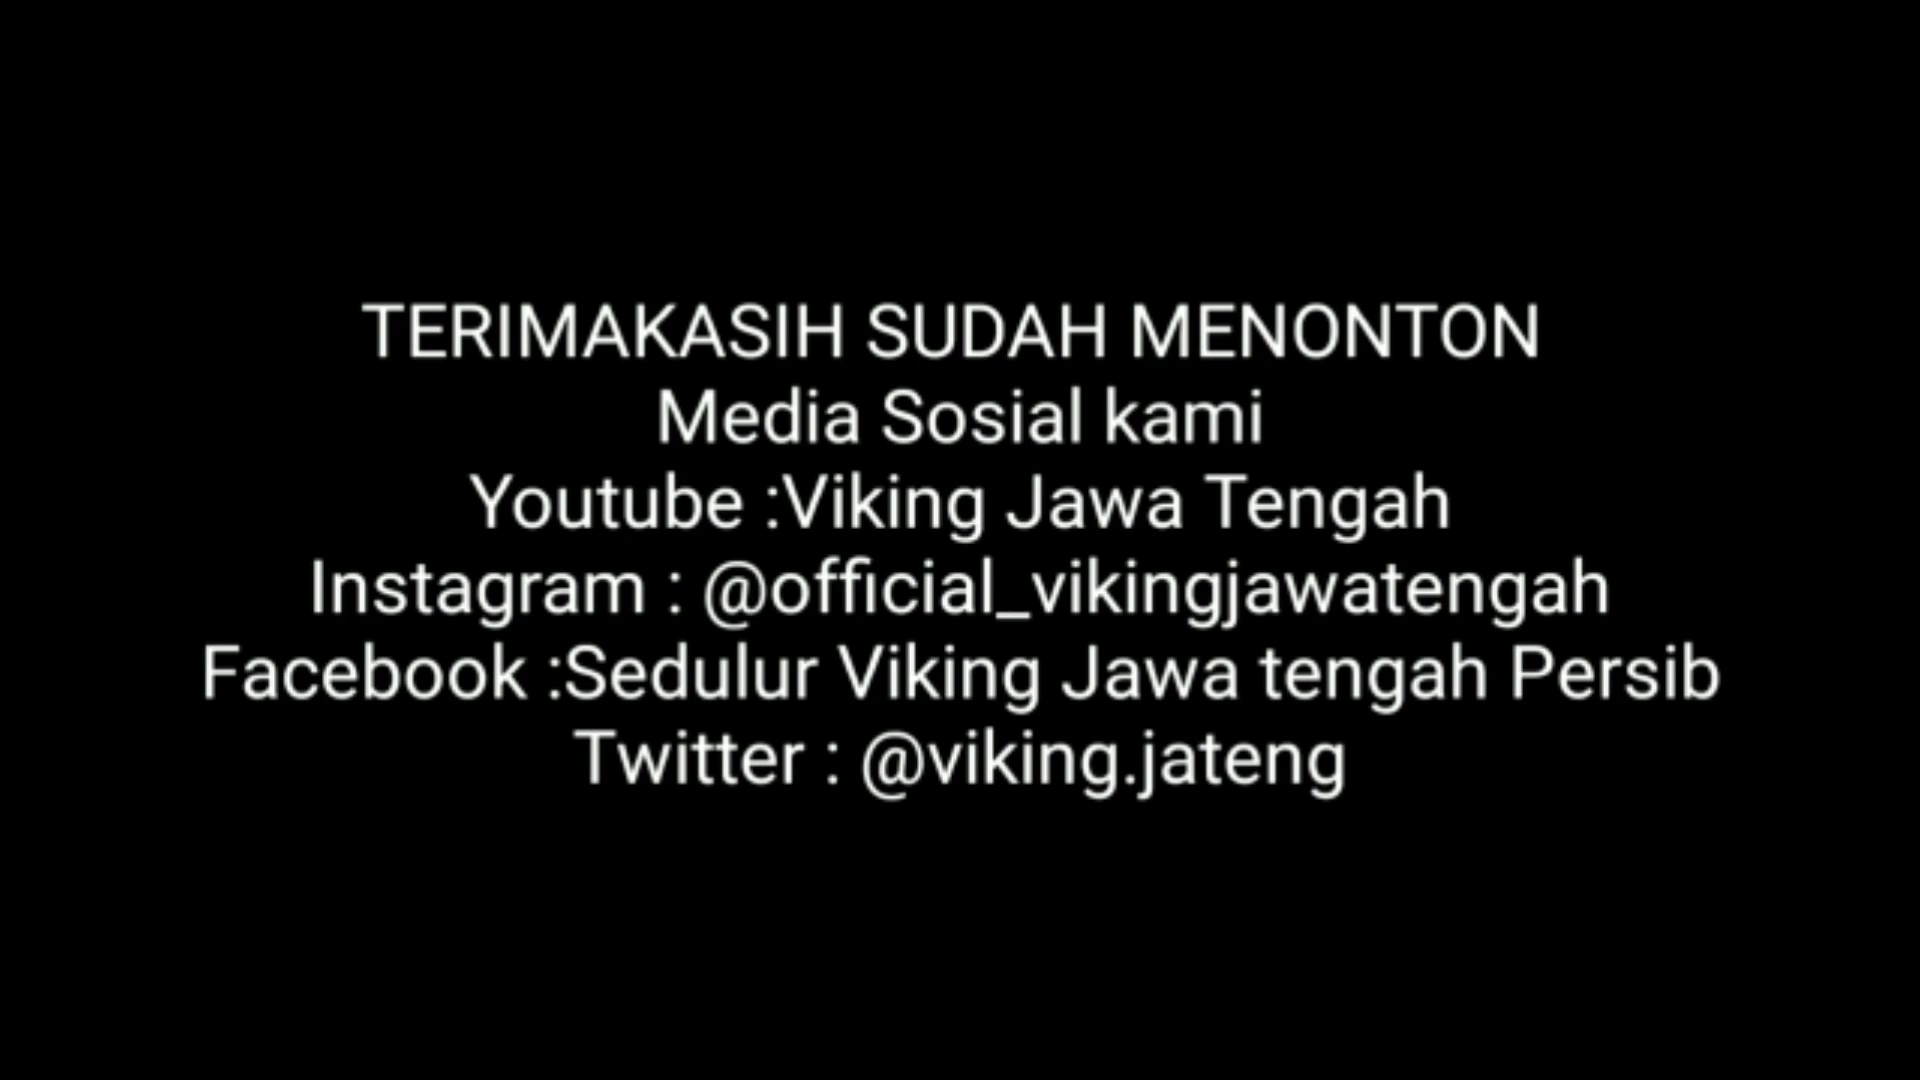 TERIMAKASIH SUDAH MENONTON
Media Sosial kami
Youtube :Viking Jawa Tengah
Instagram : @official_vikingjawatengah
Facebook :Sedulur Viking Jawa tengah Persib
Twitter : @viking.jateng